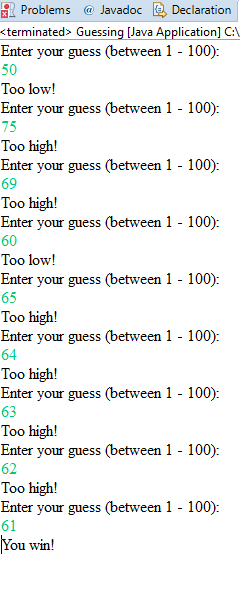 Problems @ Javadoc Declaration
<terminated> Guessing [Java Application] C:\
Enter your guess (between 1 - 100):
50
Too low!
Enter your guess (between 1 - 100):
75
Too high!
Enter your guess (between 1 - 100):
69
Too high!
Enter your guess (between 1 - 100):
60
Too low!
Enter your guess (between 1 - 100):
65
Too high!
Enter your guess (between 1 - 100):
64
Too high!
Enter your guess (between 1 - 100):
63
Too high!
Enter your guess (between 1 - 100):
62
Too high!
Enter your guess (between 1 - 100):
61
You win!